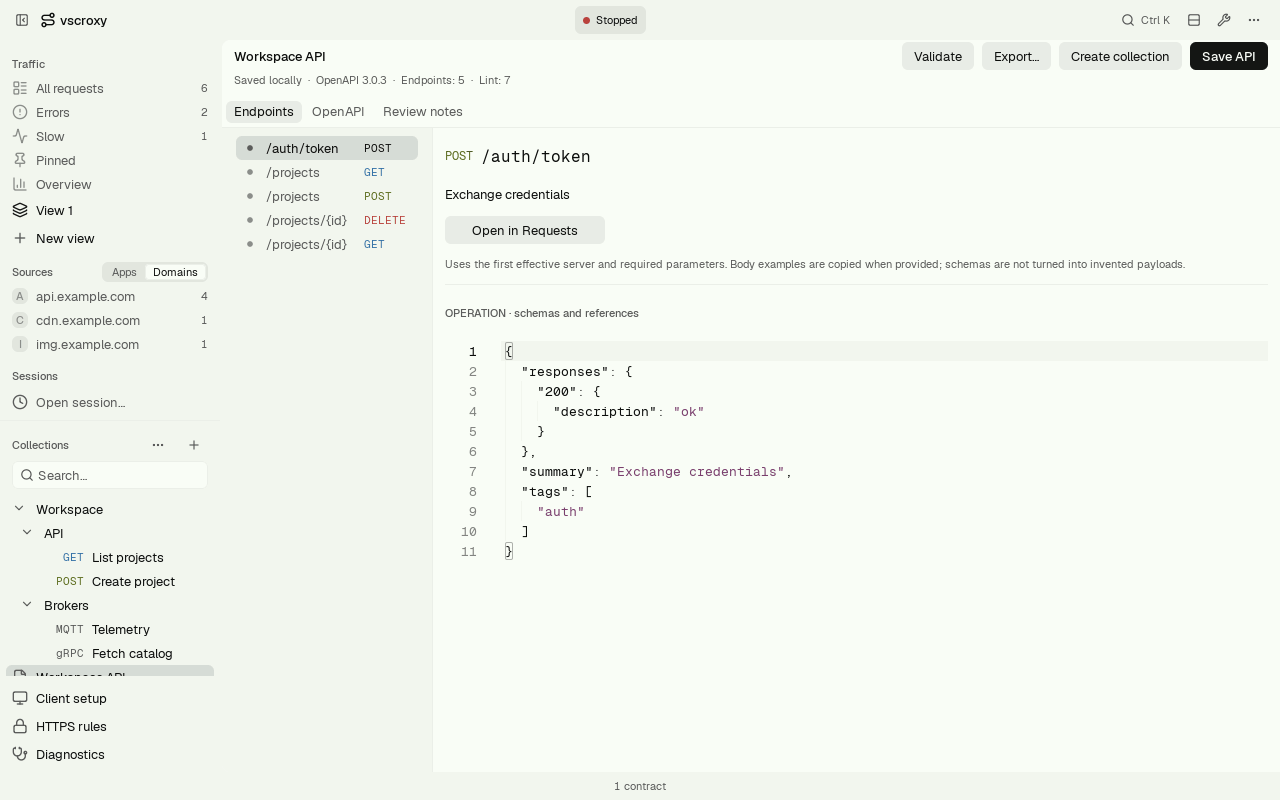 vscroxy
Stopped
Ctrl K
Traffic
All requests 6
Errors 2
Slow 1
Pinned
Overview
View 1
New view
Sources Apps Domains
A api.example.com 4
C cdn.example.com 1
I img.example.com 1
Sessions
Open session…
Collections
Search…
Workspace
API
GET List projects
POST Create project
Brokers
MQTT Telemetry
gRPC Fetch catalog
Workspace API
Client setup
HTTPS rules
Diagnostics
Workspace API
Validate Export… Create collection Save API
Saved locally · OpenAPI 3.0.3 · Endpoints: 5 · Lint: 7
Endpoints OpenAPI Review notes
/auth/token POST
/projects GET
/projects POST
/projects/{id} DELETE
/projects/{id} GET
POST /auth/token
Exchange credentials
Open in Requests
Uses the first effective server and required parameters. Body examples are copied when provided; schemas are not turned into invented payloads.
OPERATION · schemas and references
1 {
2 "responses": {
3 "200": {
4 "description": "ok"
5 }
6 },
7 "summary": "Exchange credentials",
8 "tags": [
9 "auth"
10 ]
11 }
1 contract